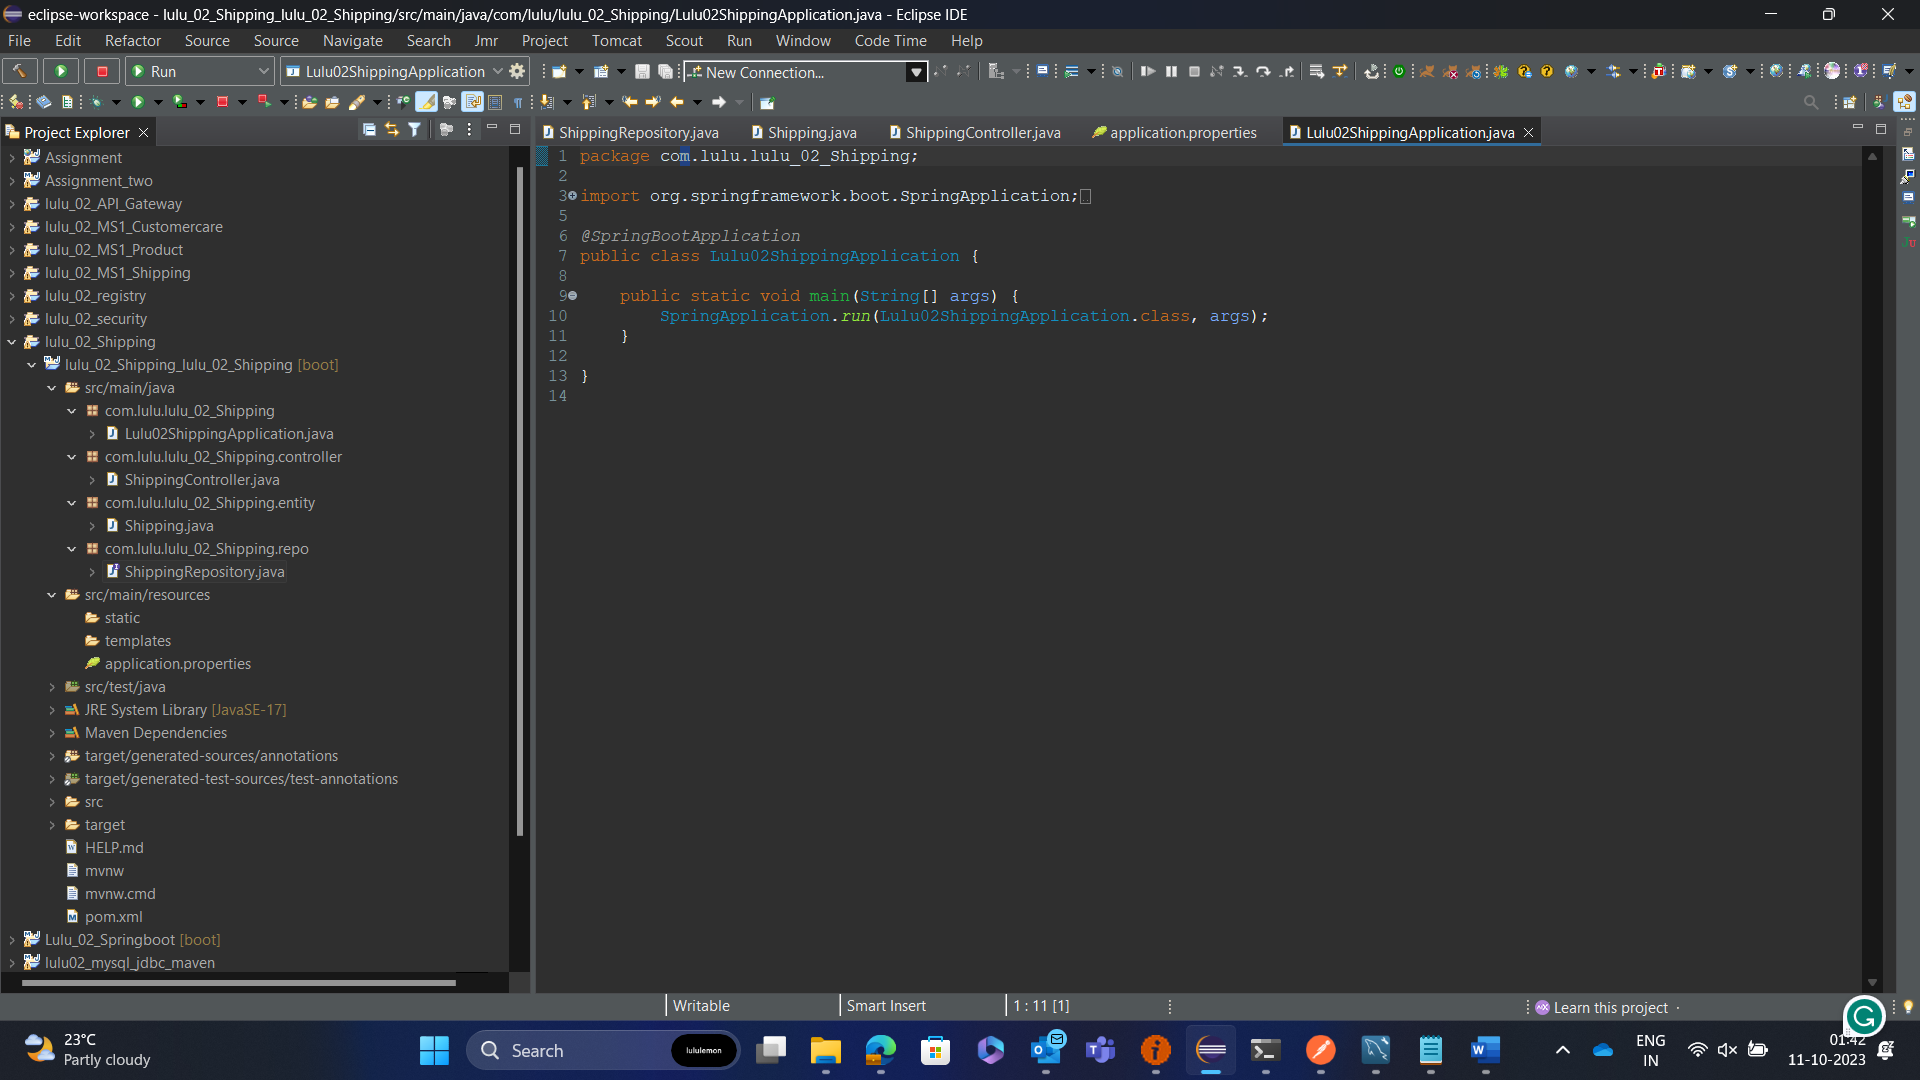 eclipse-workspace - lulu_02_Shipping_lulu_02_Shipping/src/main/java/com/lulu/lulu_02_Shipping/Lulu02ShippingApplication.java - Eclipse IDE
File Edit Refactor Source Source Navigate Search Jmr Project Tomcat Scout Run Window Code Time Help
Run Lulu02ShippingApplication New Connection...
Project Explorer
ShippingRepository.java Shipping.java ShippingController.java application.properties Lulu02ShippingApplication.java
Assignment
Assignment_two
lulu_02_API_Gateway
lulu_02_MS1_Customercare
lulu_02_MS1_Product
lulu_02_MS1_Shipping
lulu_02_registry
lulu_02_security
lulu_02_Shipping
lulu_02_Shipping_lulu_02_Shipping [boot]
src/main/java
com.lulu.lulu_02_Shipping
Lulu02ShippingApplication.java
com.lulu.lulu_02_Shipping.controller
ShippingController.java
com.lulu.lulu_02_Shipping.entity
Shipping.java
com.lulu.lulu_02_Shipping.repo
ShippingRepository.java
src/main/resources
static
templates
application.properties
src/test/java
JRE System Library [JavaSE-17]
Maven Dependencies
target/generated-sources/annotations
target/generated-test-sources/test-annotations
src
target
HELP.md
mvnw
mvnw.cmd
pom.xml
Lulu_02_Springboot [boot]
lulu02_mysql_jdbc_maven
1 package com.lulu.lulu_02_Shipping;
2
3 import org.springframework.boot.SpringApplication;
5
6 @SpringBootApplication
7 public class Lulu02ShippingApplication {
8
9 public static void main(String[] args) {
10 SpringApplication.run(Lulu02ShippingApplication.class, args);
11 }
12
13 }
14
Writable Smart Insert 1 : 11 [1] Learn this project
23°C
Partly cloudy
Search
lululemon
ENG
IN
01:42
11-10-2023